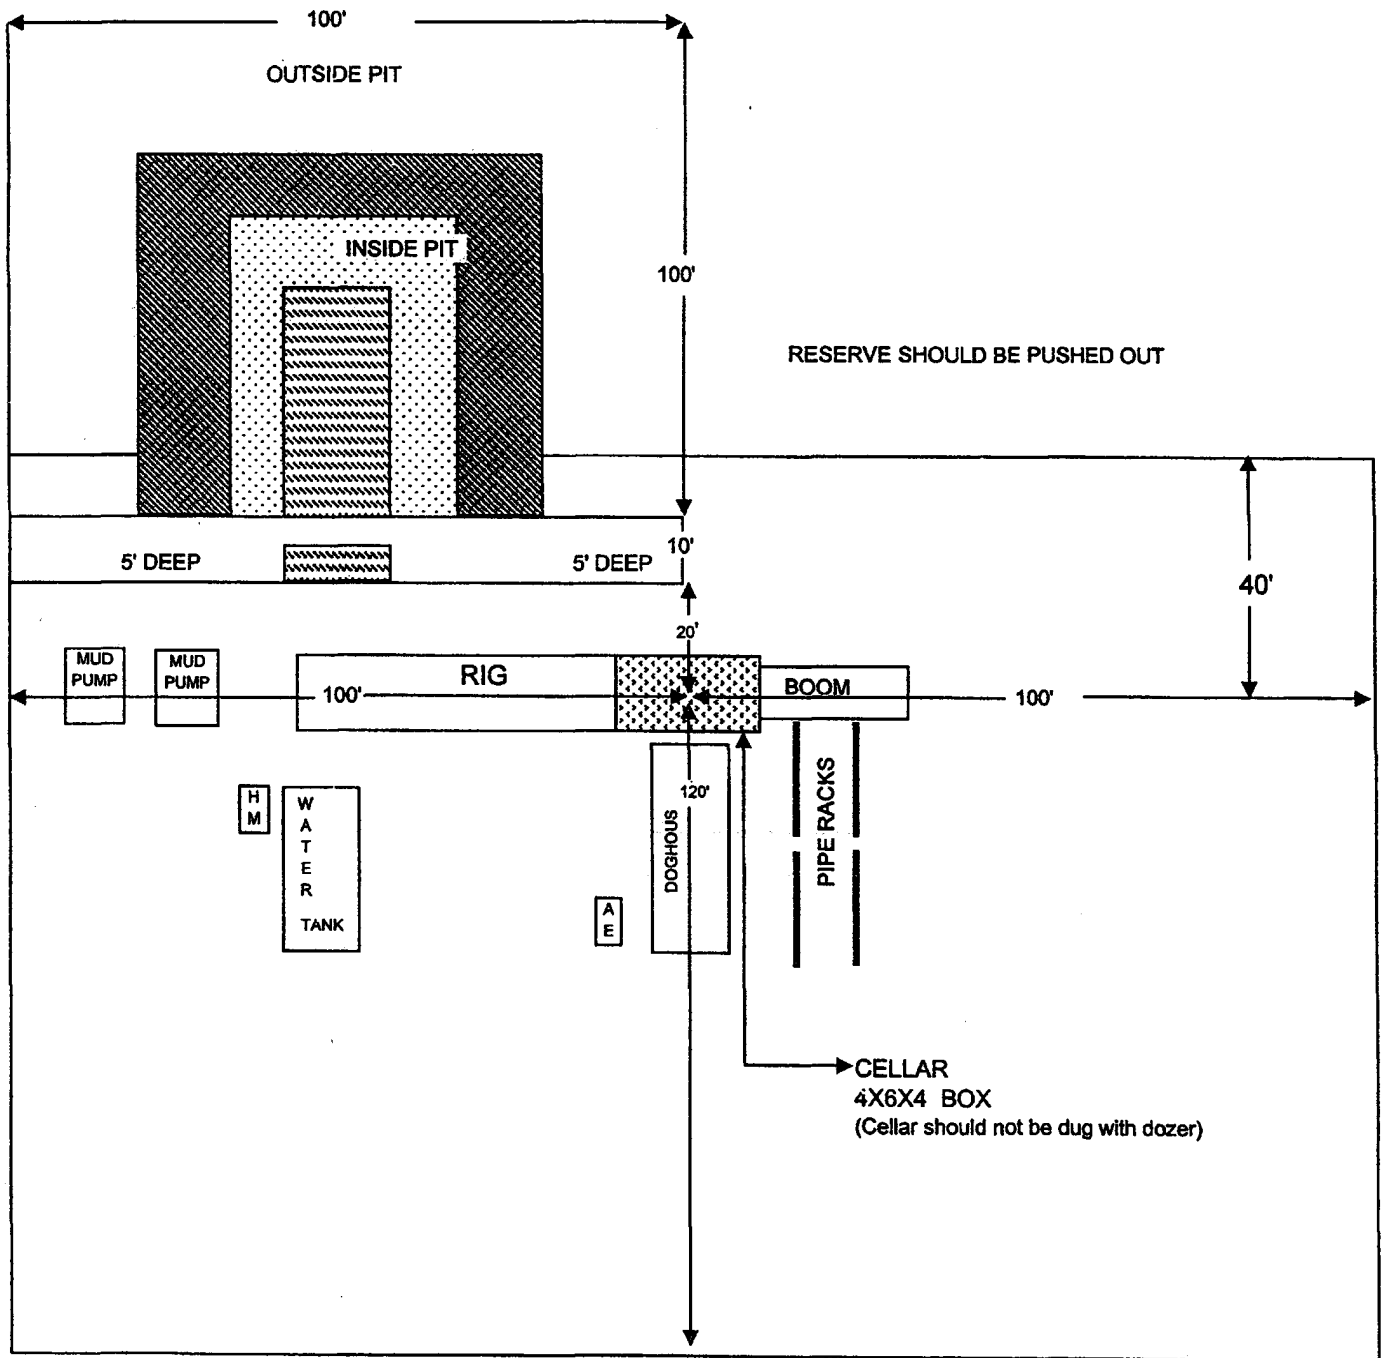 100'
OUTSIDE PIT
INSIDE PIT
100'
RESERVE SHOULD BE PUSHED OUT
10'
5' DEEP
5' DEEP
40'
20'
MUD
PUMP
MUD
PUMP
RIG
100'
BOOM
100'
H
M
W
A
T
E
R
TANK
120'
DOGHOUS
PIPE RACKS
A
E
CELLAR
4X6X4 BOX
(Cellar should not be dug with dozer)